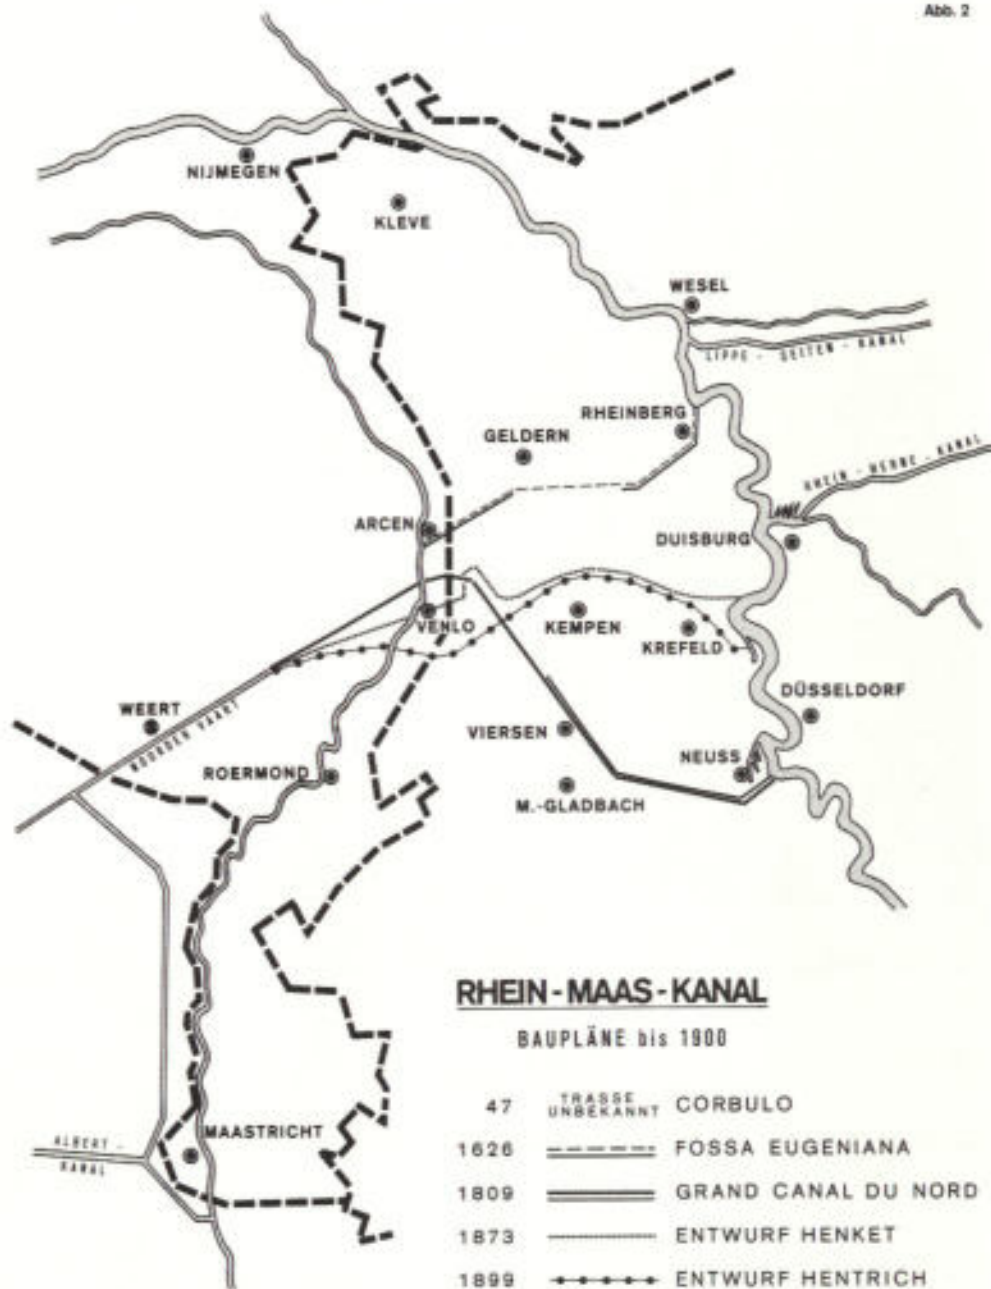 Abb. 2
NIJMEGEN
KLEVE
WESEL
LIPPE - SEITEN - KANAL
RHEINBERG
GELDERN
RHEIN - HERNE - KANAL
ARCEN
DUISBURG
VENLO
KEMPEN
KREFELD
DÜSSELDORF
WEERT
NOORDEN VAART
VIERSEN
NEUSS
ROERMOND
M.-GLADBACH
RHEIN - MAAS - KANAL
BAUPLÄNE bis 1900
47 TRASSE UNBEKANNT CORBULO
MAASTRICHT
ALBERT -
KANAL
1626 FOSSA EUGENIANA
1809 GRAND CANAL DU NORD
1873 ENTWURF HENKET
1899 ENTWURF HENTRICH